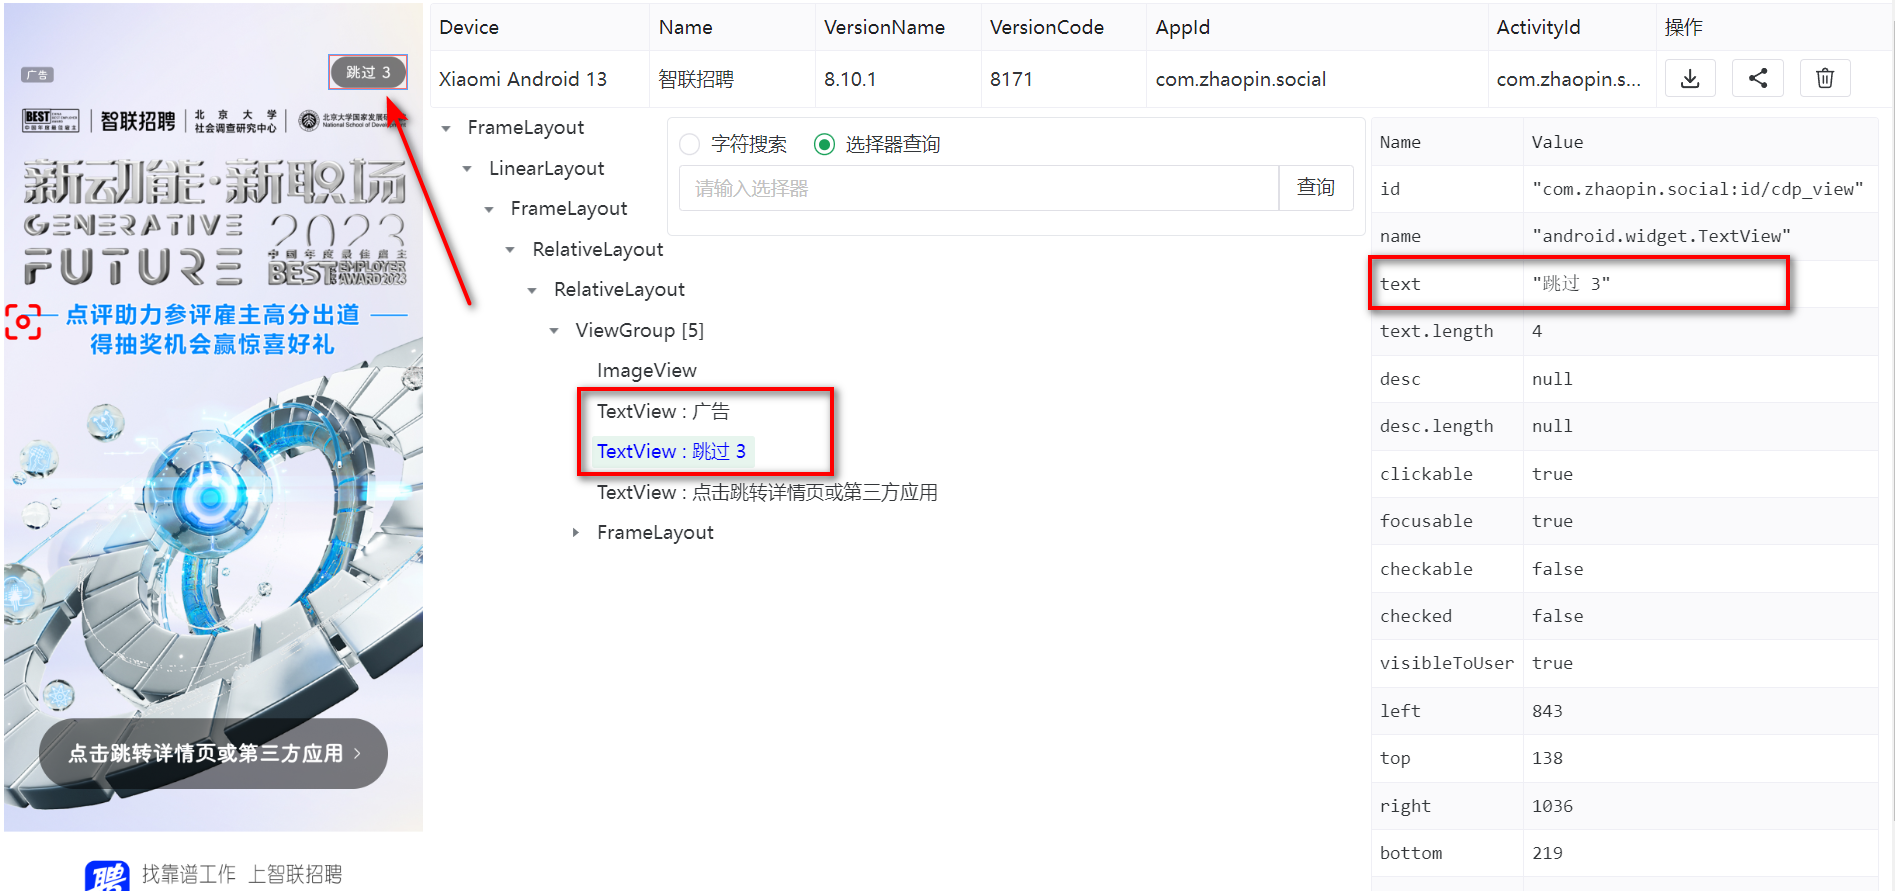 广告
跳过 3
BEST
中国年度最佳雇主
智联招聘
北京大学
社会调查研究中心
北京大学国家发展研
National School of Develop
新动能·新职场
GENERATIVE
FUTURE
2023
中国年度最佳雇主
BEST EMPLOYER AWARD 2023
点评助力参评雇主高分出道
得抽奖机会赢惊喜好礼
点击跳转详情页或第三方应用 >
聘
找靠谱工作 上智联招聘
Device Name VersionName VersionCode AppId ActivityId 操作
Xiaomi Android 13 智联招聘 8.10.1 8171 com.zhaopin.social com.zhaopin.s...
FrameLayout
LinearLayout
FrameLayout
RelativeLayout
RelativeLayout
ViewGroup [5]
ImageView
TextView : 广告
TextView : 跳过 3
TextView : 点击跳转详情页或第三方应用
FrameLayout
字符搜索 选择器查询
请输入选择器 查询
Name Value
id "com.zhaopin.social:id/cdp_view"
name "android.widget.TextView"
text "跳过 3"
text.length 4
desc null
desc.length null
clickable true
focusable true
checkable false
checked false
visibleToUser true
left 843
top 138
right 1036
bottom 219